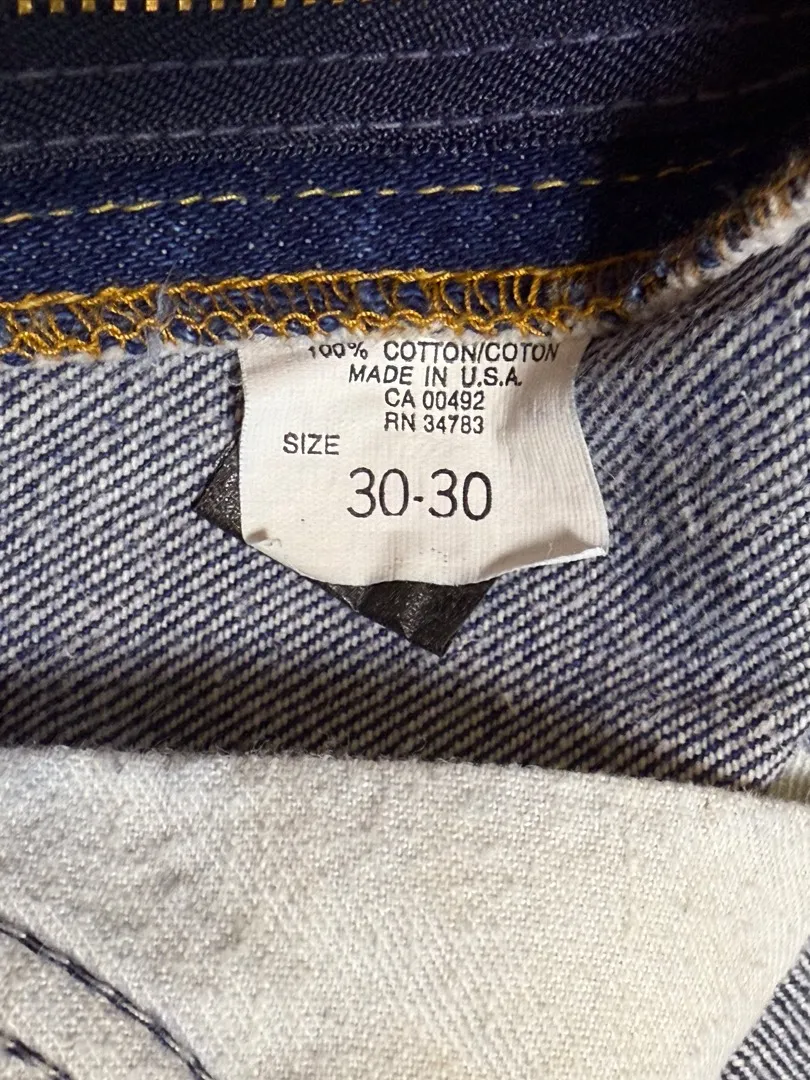 100% COTTON/COTON
MADE IN U.S.A.
CA 00492
RN 34783
SIZE
30-30